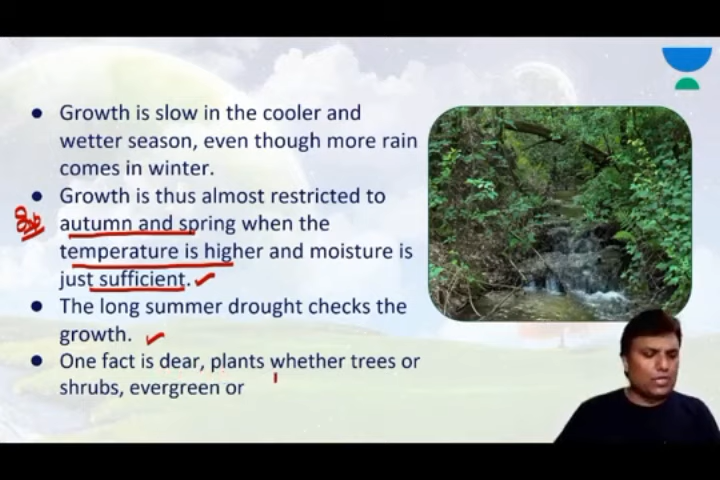 Growth is slow in the cooler and
wetter season, even though more rain
comes in winter.
Growth is thus almost restricted to
autumn and spring when the
temperature is higher and moisture is
just sufficient.
The long summer drought checks the
growth.
One fact is dear, plants whether trees or
shrubs, evergreen or